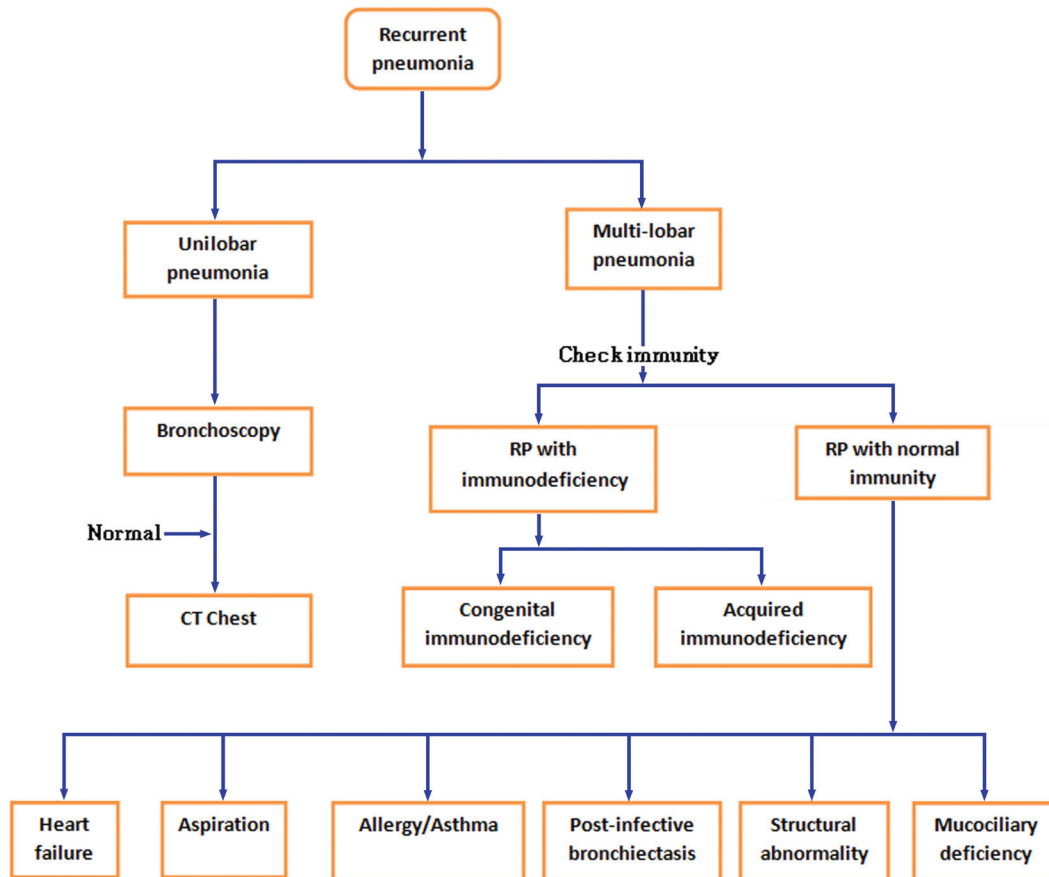 Recurrent
pneumonia
Unilobar
pneumonia
Multi-lobar
pneumonia
Check immunity
Bronchoscopy
RP with
immunodeficiency
RP with normal
immunity
Normal
CT Chest
Congenital
immunodeficiency
Acquired
immunodeficiency
Heart
failure
Aspiration
Allergy/Asthma
Post-infective
bronchiectasis
Structural
abnormality
Mucociliary
deficiency